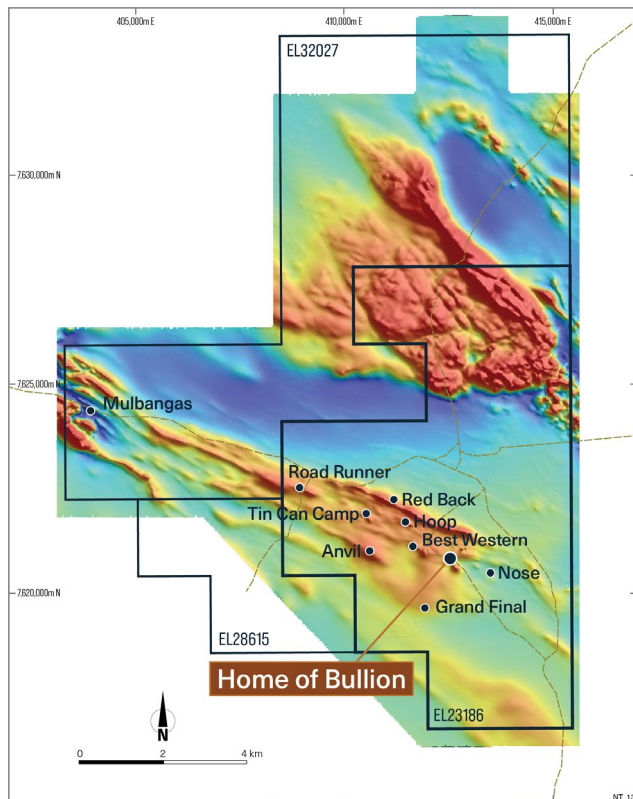 405,000m E
410,000m E
415,000m E
EL32027
7,630,000m N
7,625,000m N
Mulbangas
Road Runner
Red Back
Tin Can Camp
Hoop
Best Western
Anvil
Nose
7,620,000m N
Grand Final
EL28615
Home of Bullion
EL23186
N
0 2 4 km